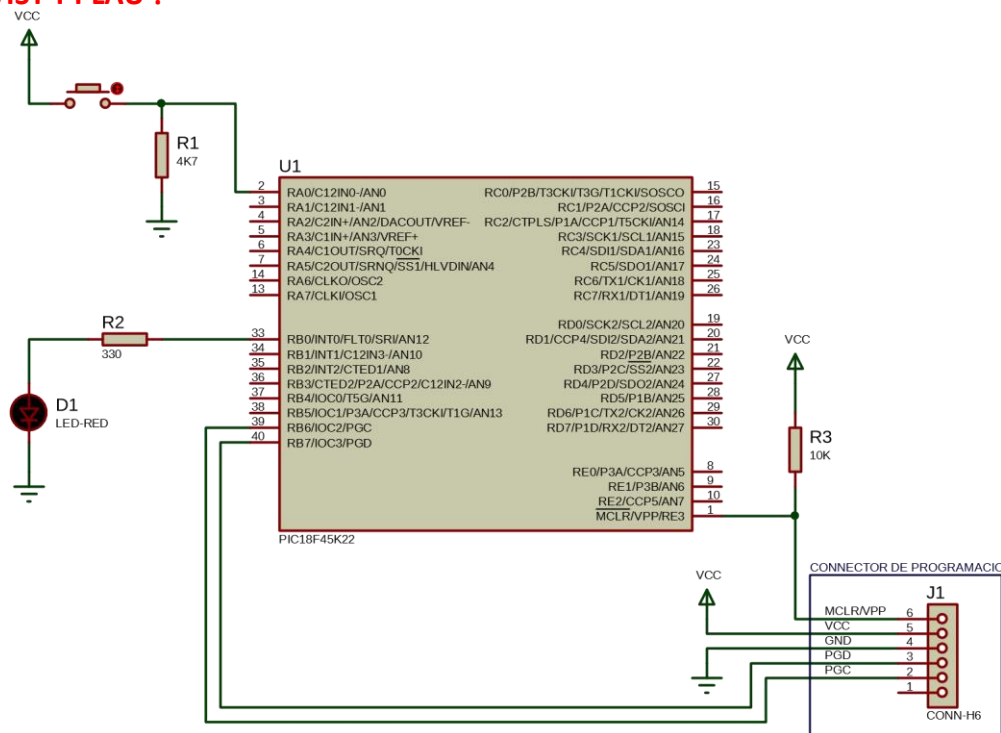 VCC
R1
4K7
U1
2 RA0/C12IN0-/AN0
3 RA1/C12IN1-/AN1
4 RA2/C2IN+/AN2/DACOUT/VREF-
5 RA3/C1IN+/AN3/VREF+
6 RA4/C1OUT/SRQ/T0CKI
7 RA5/C2OUT/SRNQ/SS1/HLVDIN/AN4
14 RA6/CLKO/OSC2
13 RA7/CLKI/OSC1
33 RB0/INT0/FLT0/SRI/AN12
34 RB1/INT1/C12IN3-/AN10
35 RB2/INT2/CTED1/AN8
36 RB3/CTED2/P2A/CCP2/C12IN2-/AN9
37 RB4/IOC0/T5G/AN11
38 RB5/IOC1/P3A/CCP3/T3CKI/T1G/AN13
39 RB6/IOC2/PGC
40 RB7/IOC3/PGD
RC0/P2B/T3CKI/T3G/T1CKI/SOSCO 15
RC1/P2A/CCP2/SOSCI 16
RC2/CTPLS/P1A/CCP1/T5CKI/AN14 17
RC3/SCK1/SCL1/AN15 18
RC4/SDI1/SDA1/AN16 23
RC5/SDO1/AN17 24
RC6/TX1/CK1/AN18 25
RC7/RX1/DT1/AN19 26
RD0/SCK2/SCL2/AN20 19
RD1/CCP4/SDI2/SDA2/AN21 20
RD2/P2B/AN22 21
RD3/P2C/SS2/AN23 22
RD4/P2D/SDO2/AN24 27
RD5/P1B/AN25 28
RD6/P1C/TX2/CK2/AN26 29
RD7/P1D/RX2/DT2/AN27 30
RE0/P3A/CCP3/AN5 8
RE1/P3B/AN6 9
RE2/CCP5/AN7 10
MCLR/VPP/RE3 1
PIC18F45K22
R2
330
D1
LED-RED
VCC
R3
10K
VCC
CONNECTOR DE PROGRAMACIO
J1
MCLR/VPP 6
VCC 5
GND 4
PGD 3
PGC 2
1
CONN-H6